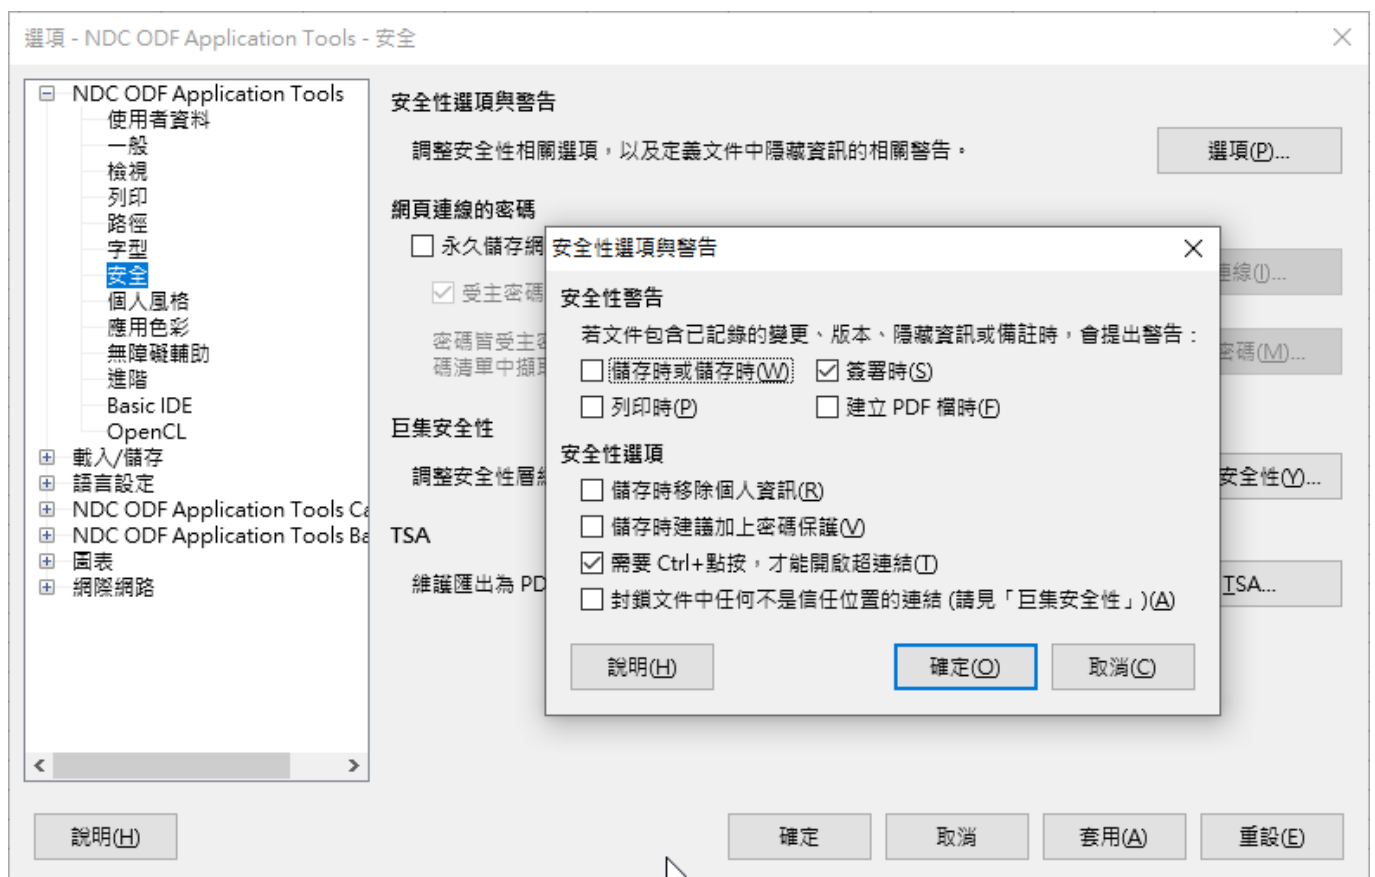 選項 - NDC ODF Application Tools - 安全
NDC ODF Application Tools
使用者資料
一般
檢視
列印
路徑
字型
安全
個人風格
應用色彩
無障礙輔助
進階
Basic IDE
OpenCL
載入/儲存
語言設定
NDC ODF Application Tools Ca
NDC ODF Application Tools Ba
圖表
網際網路
安全性選項與警告
調整安全性相關選項，以及定義文件中隱藏資訊的相關警告。
選項(P)...
網頁連線的密碼
永久儲存網
連線(I)...
受主密碼
密碼皆受主密
碼清單中擷取
密碼(M)...
巨集安全性
調整安全性層級
安全性(Y)...
TSA
維護匯出為 PD
TSA...
安全性選項與警告
安全性警告
若文件包含已記錄的變更、版本、隱藏資訊或備註時，會提出警告：
儲存時或儲存時(W)
簽署時(S)
列印時(P)
建立 PDF 檔時(F)
安全性選項
儲存時移除個人資訊(R)
儲存時建議加上密碼保護(V)
需要 Ctrl+點按，才能開啟超連結(T)
封鎖文件中任何不是信任位置的連結 (請見「巨集安全性」)(A)
說明(H)
確定(O)
取消(C)
說明(H)
確定
取消
套用(A)
重設(E)